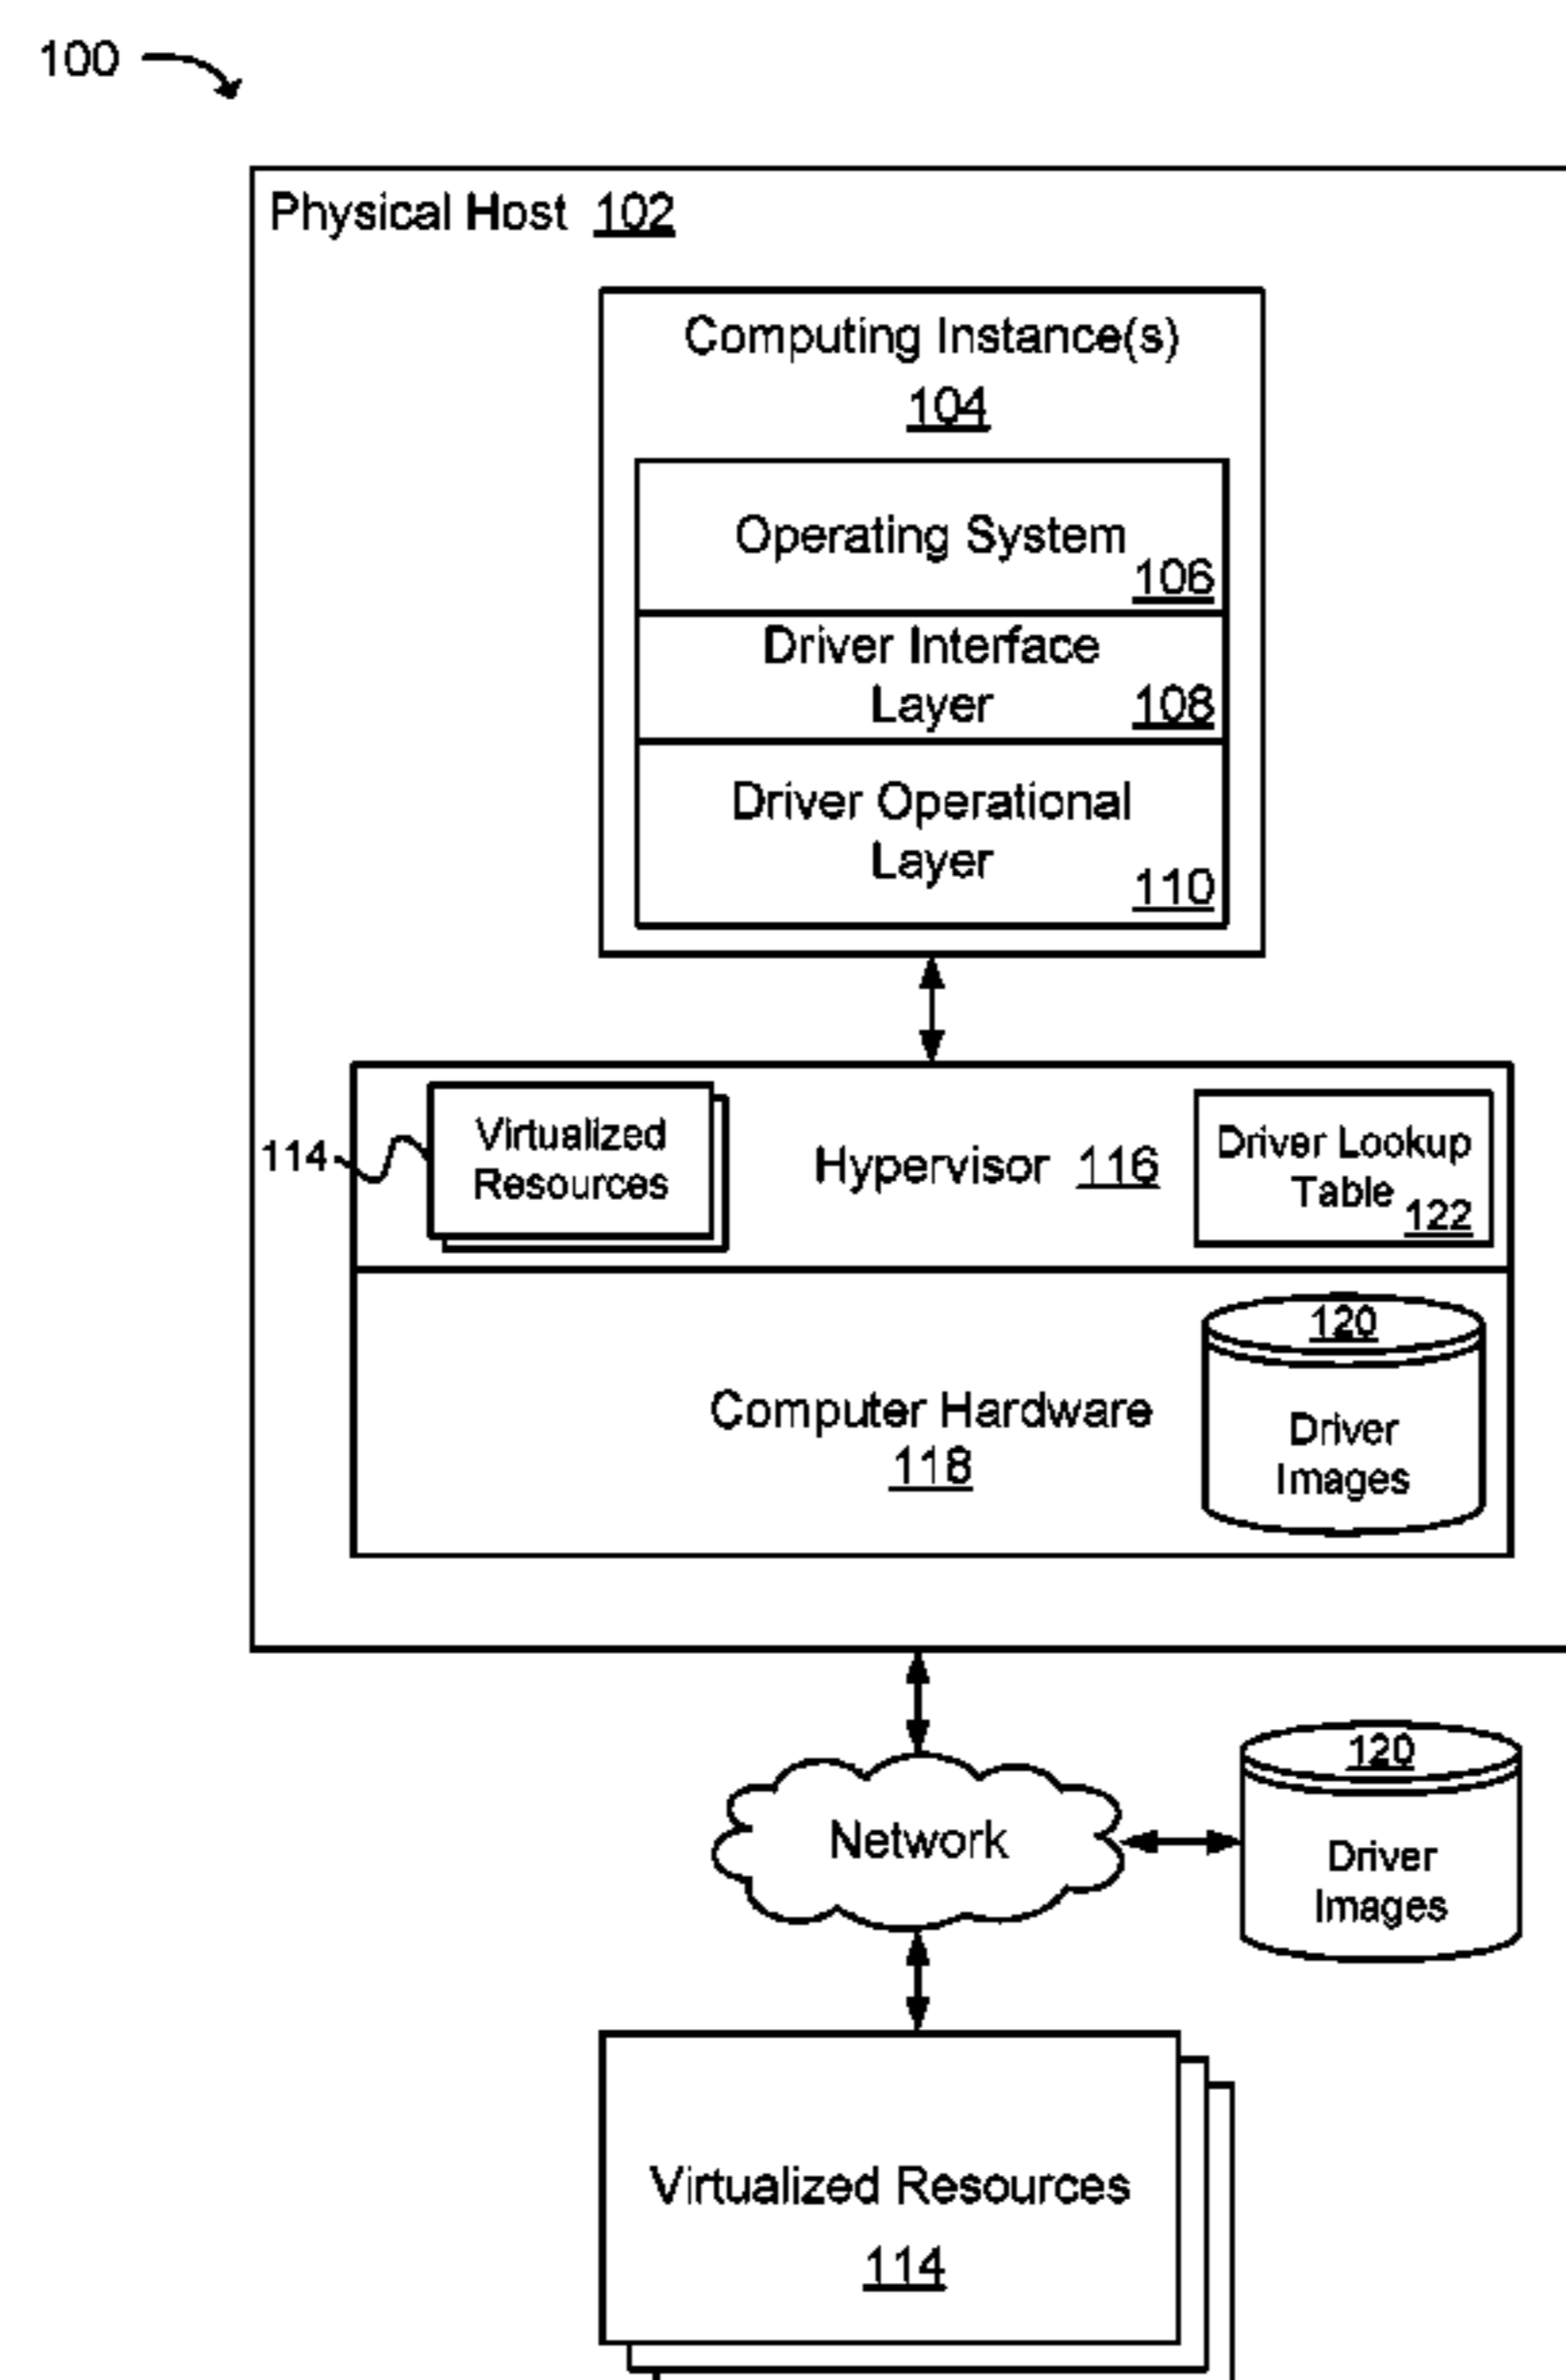 100
Physical Host 102
Computing Instance(s)
104
Operating System
106
Driver Interface
Layer 108
Driver Operational
Layer
110
114
Virtualized
Resources
Hypervisor 116
Driver Lookup
Table
122
Computer Hardware
118
120
Driver
Images
Network
120
Driver
Images
Virtualized Resources
114